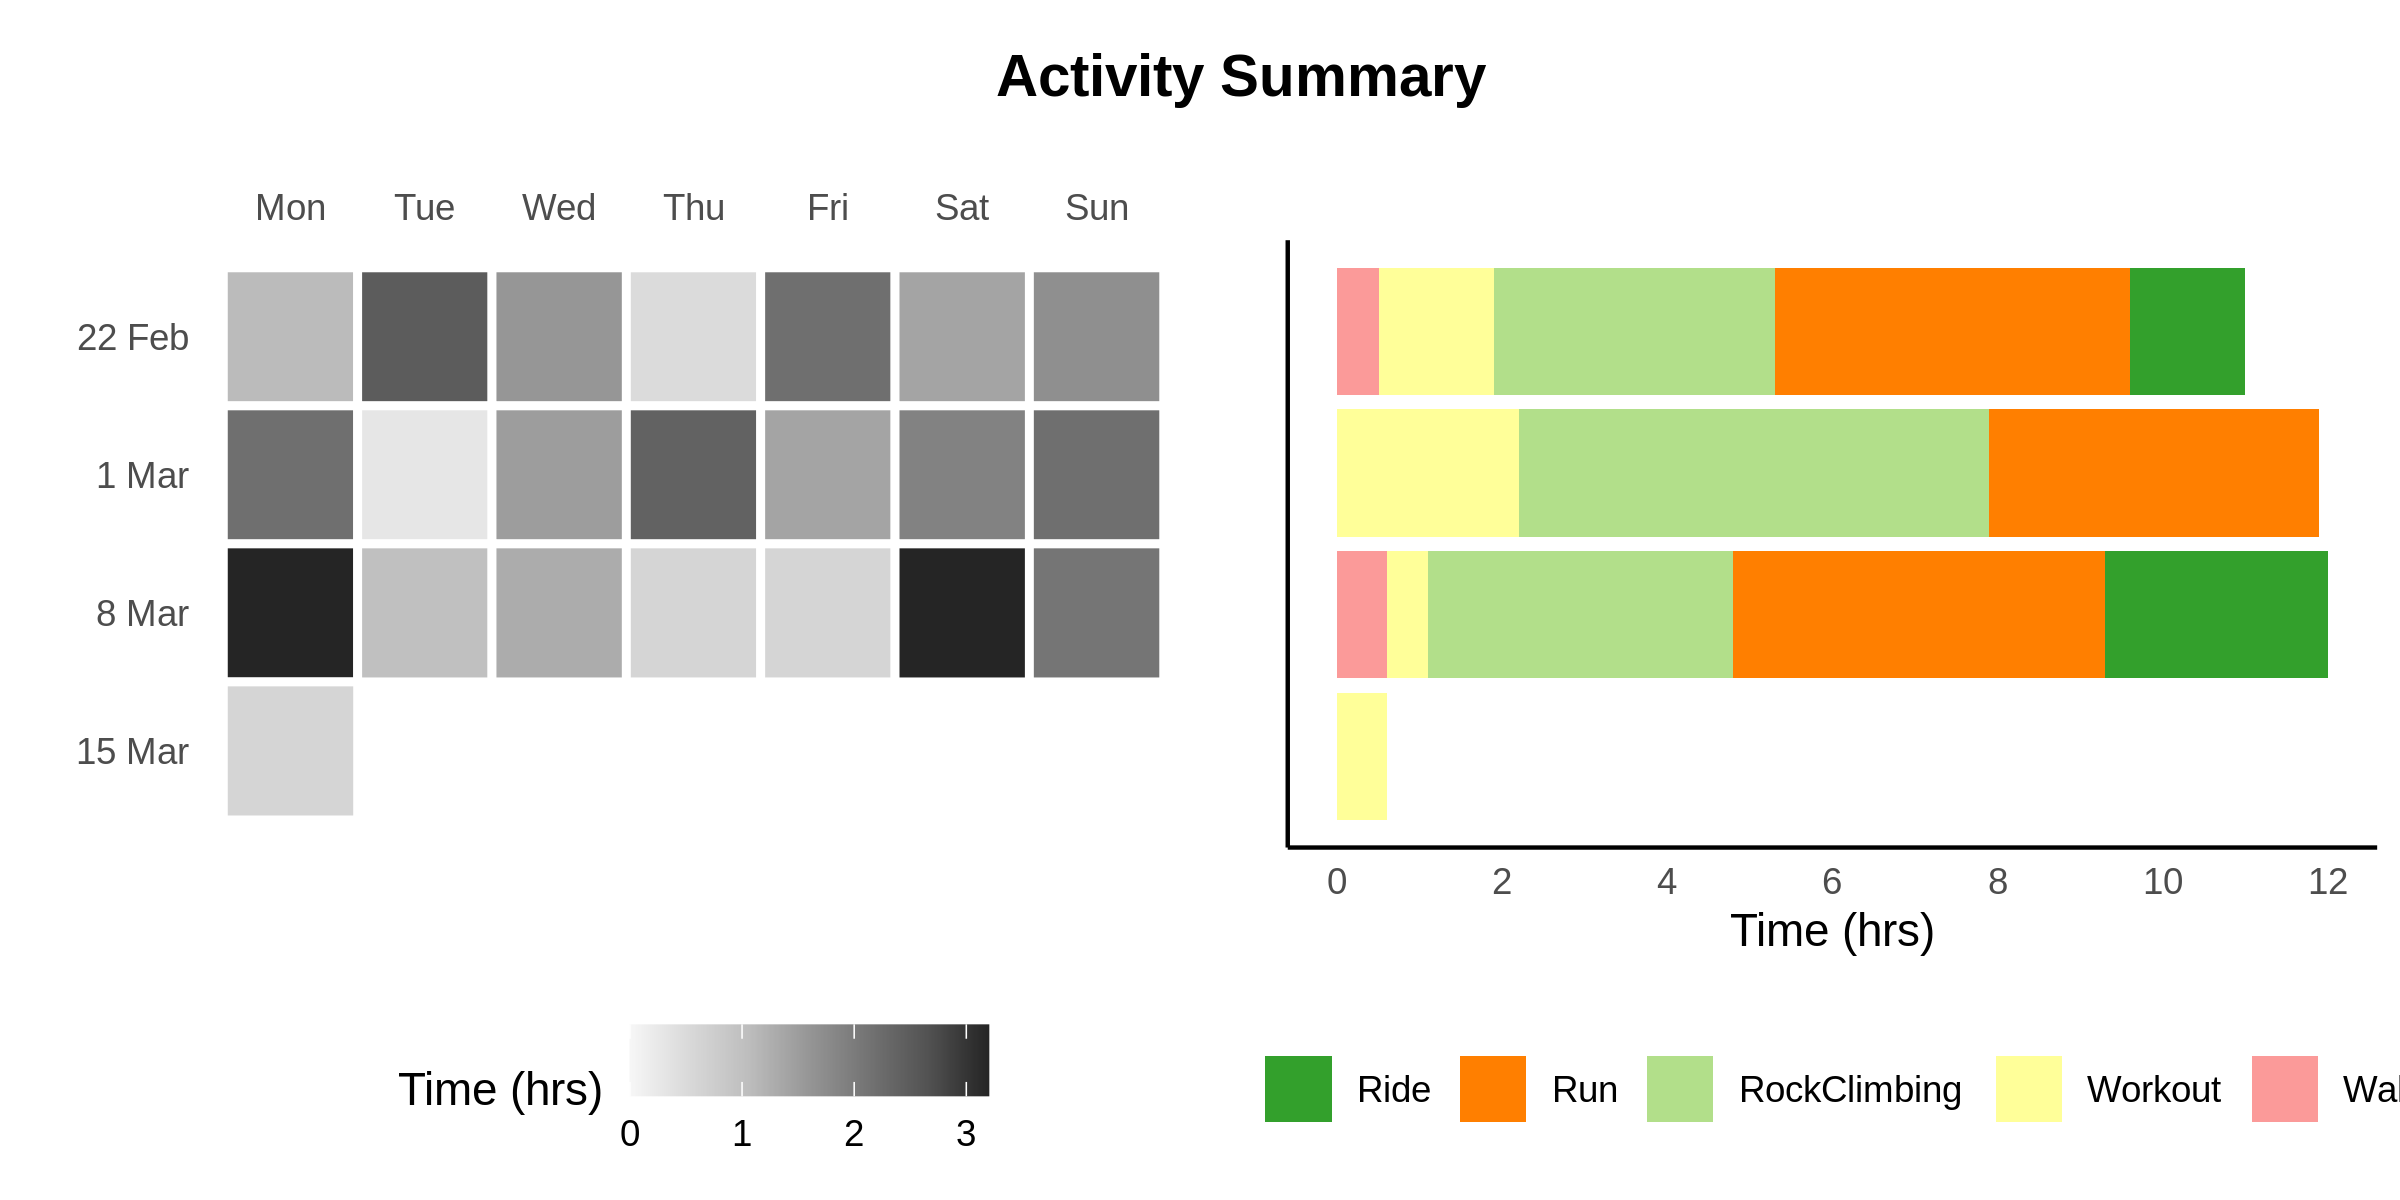 Activity Summary
Mon Tue Wed Thu Fri Sat Sun
22 Feb
1 Mar
8 Mar
15 Mar
0 2 4 6 8 10 12
Time (hrs)
Time (hrs)
0 1 2 3
Ride Run RockClimbing Workout